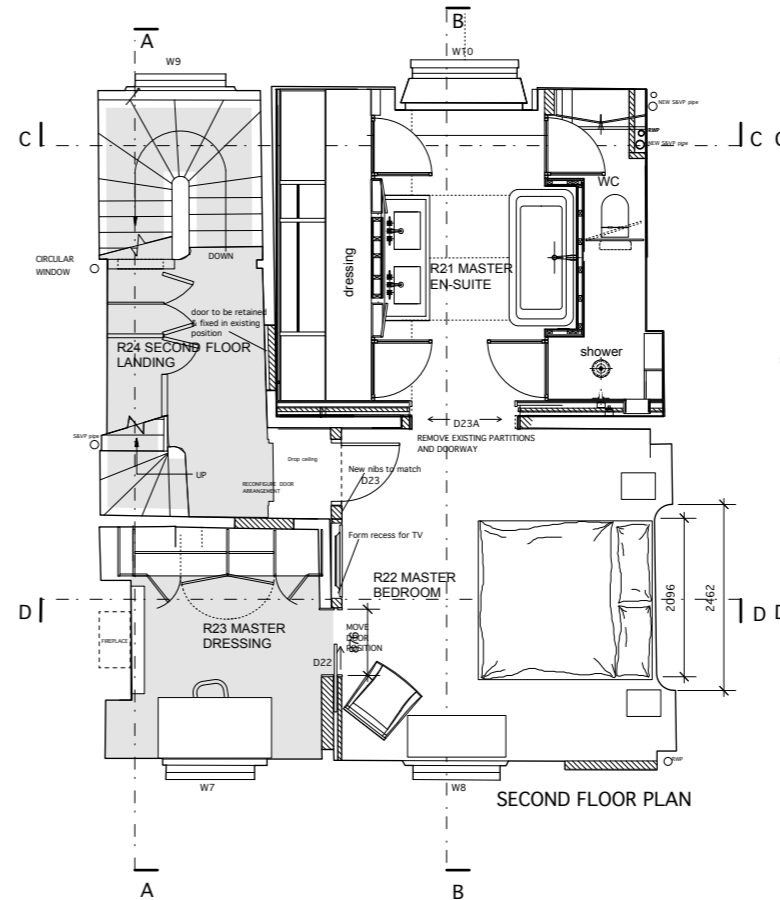 A
B
W9
W10
NEW S&VP pipe
RWP
NEW S&VP pipe
C
C C
WC
DOWN
CIRCULAR
WINDOW
dressing
R21 MASTER
EN-SUITE
door to be retained
& fixed in existing
position
R24 SECOND FLOOR
LANDING
shower
D23A
REMOVE EXISTING PARTITIONS
AND DOORWAY
S&VP pipe
UP
Drop ceiling
RECONFIGURE DOOR
ARRANGEMENT
New nibs to match
D23
Form recess for TV
R22 MASTER
BEDROOM
2096
2462
D
D D
FIREPLACE
R23 MASTER
DRESSING
MOVE
DOOR
POSITION
876
D22
RWP
W7
W8
SECOND FLOOR PLAN
A
B